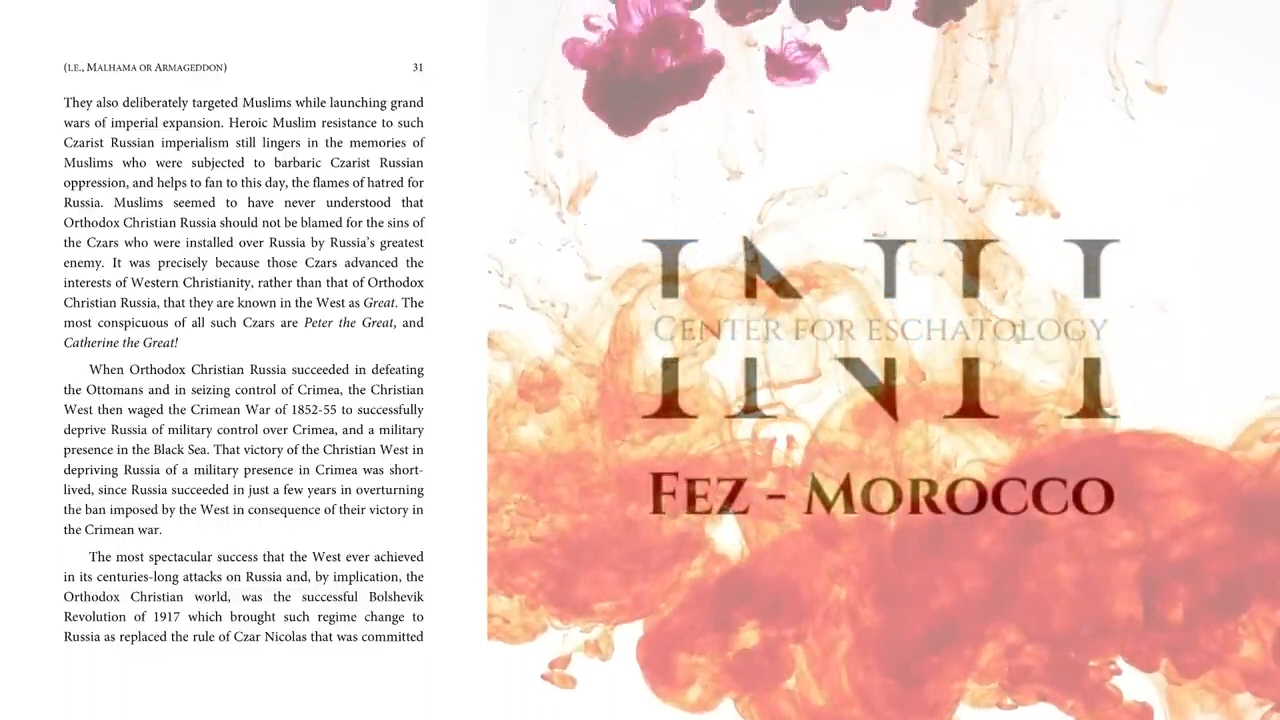 (I.E., MALHAMA OR ARMAGEDDON) 31
They also deliberately targeted Muslims while launching grand
wars of imperial expansion. Heroic Muslim resistance to such
Czarist Russian imperialism still lingers in the memories of
Muslims who were subjected to barbaric Czarist Russian
oppression, and helps to fan to this day, the flames of hatred for
Russia. Muslims seemed to have never understood that
Orthodox Christian Russia should not be blamed for the sins of
the Czars who were installed over Russia by Russia's greatest
enemy. It was precisely because those Czars advanced the
interests of Western Christianity, rather than that of Orthodox
Christian Russia, that they are known in the West as Great. The
most conspicuous of all such Czars are Peter the Great, and
Catherine the Great!
When Orthodox Christian Russia succeeded in defeating
the Ottomans and in seizing control of Crimea, the Christian
West then waged the Crimean War of 1852-55 to successfully
deprive Russia of military control over Crimea, and a military
presence in the Black Sea. That victory of the Christian West in
depriving Russia of a military presence in Crimea was short-
lived, since Russia succeeded in just a few years in overturning
the ban imposed by the West in consequence of their victory in
the Crimean war.
The most spectacular success that the West ever achieved
in its centuries-long attacks on Russia and, by implication, the
Orthodox Christian world, was the successful Bolshevik
Revolution of 1917 which brought such regime change to
Russia as replaced the rule of Czar Nicolas that was committed
INH
CENTER FOR ESCHATOLOGY
FEZ - MOROCCO